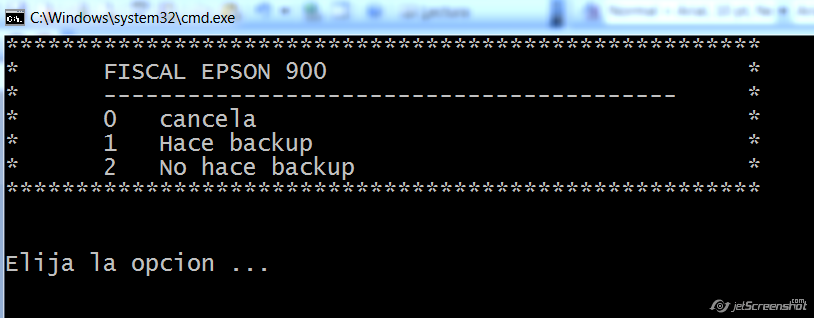 C:\Windows\system32\cmd.exe
******************************************************
* FISCAL EPSON 900 *
* ----------------------------------------- *
* 0 cancela *
* 1 Hace backup *
* 2 No hace backup *
******************************************************
Elija la opcion ...
jetScreenshot.com